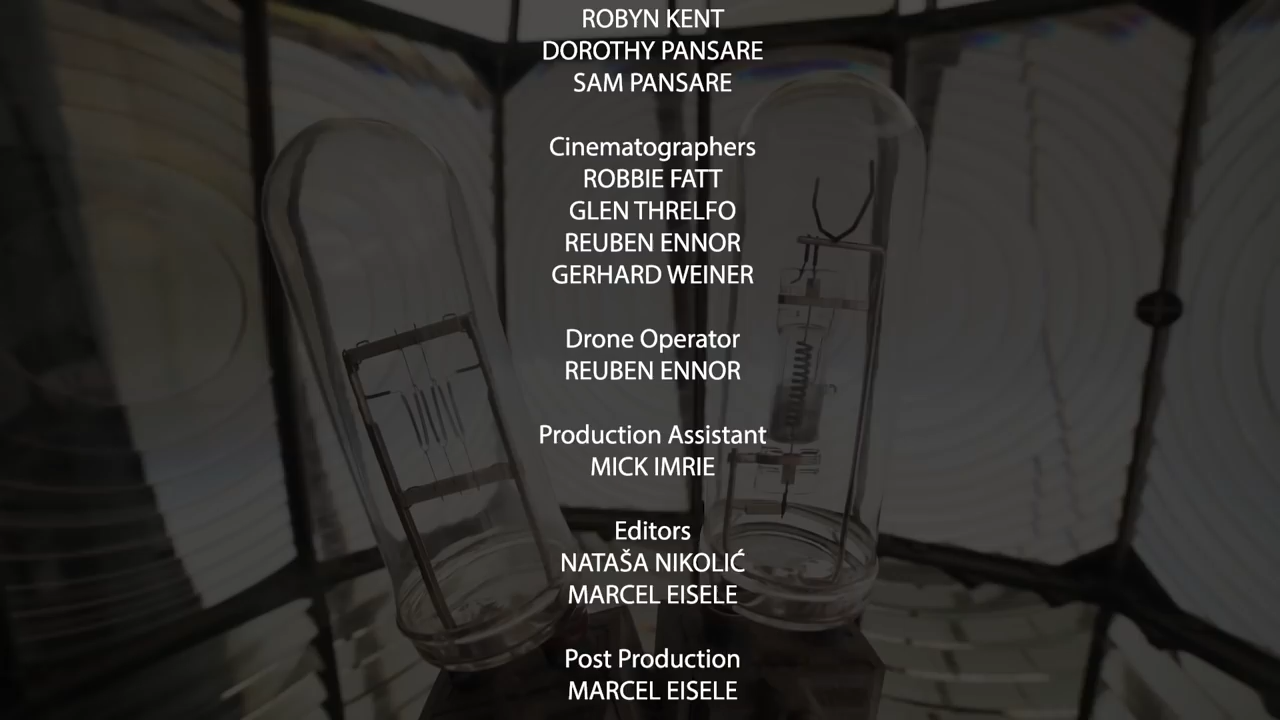 ROBYN KENT
DOROTHY PANSARE
SAM PANSARE
Cinematographers
ROBBIE FATT
GLEN THRELFO
REUBEN ENNOR
GERHARD WEINER
Drone Operator
REUBEN ENNOR
Production Assistant
MICK IMRIE
Editors
NATAŠA NIKOLIĆ
MARCEL EISELE
Post Production
MARCEL EISELE